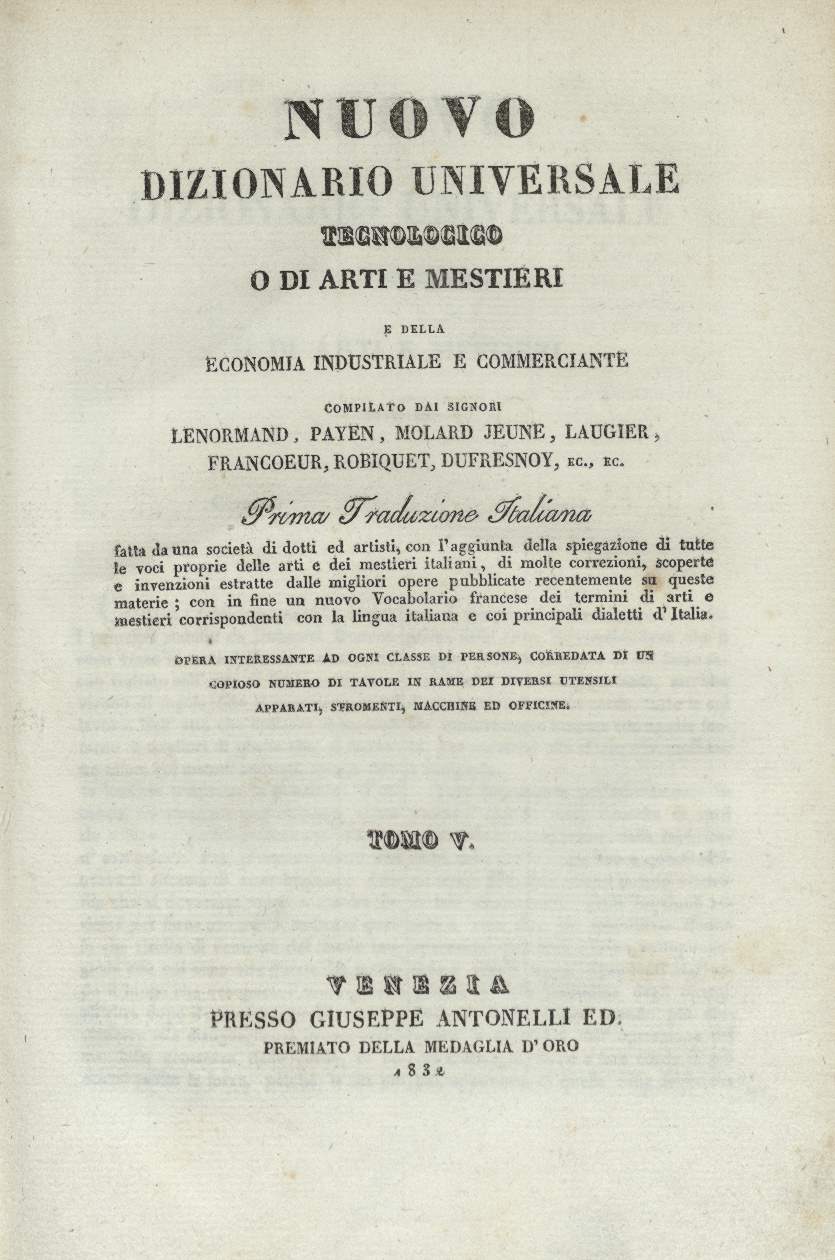 NUOVO
DIZIONARIO UNIVERSALE
TECNOLOGICO
O DI ARTI E MESTIERI
E DELLA
ECONOMIA INDUSTRIALE E COMMERCIANTE
COMPILATO DAI SIGNORI
LENORMAND, PAYEN, MOLARD JEUNE, LAUGIER,
FRANCOEUR, ROBIQUET, DUFRESNOY, EC., EC.
Prima Traduzione Italiana
fatta da una società di dotti ed artisti, con l'aggiunta della spiegazione di tutte
le voci proprie delle arti e dei mestieri italiani, di molte correzioni, scoperte
e invenzioni estratte dalle migliori opere pubblicate recentemente su queste
materie; con in fine un nuovo Vocabolario francese dei termini di arti e
mestieri corrispondenti con la lingua italiana e coi principali dialetti d'Italia.
OPERA INTERESSANTE AD OGNI CLASSE DI PERSONE, CORREDATA DI UN
COPIOSO NUMERO DI TAVOLE IN RAME DEI DIVERSI UTENSILI
APPARATI, STROMENTI, MACCHINE ED OFFICINE.
TOMO V.
VENEZIA
PRESSO GIUSEPPE ANTONELLI ED.
PREMIATO DELLA MEDAGLIA D'ORO
1832